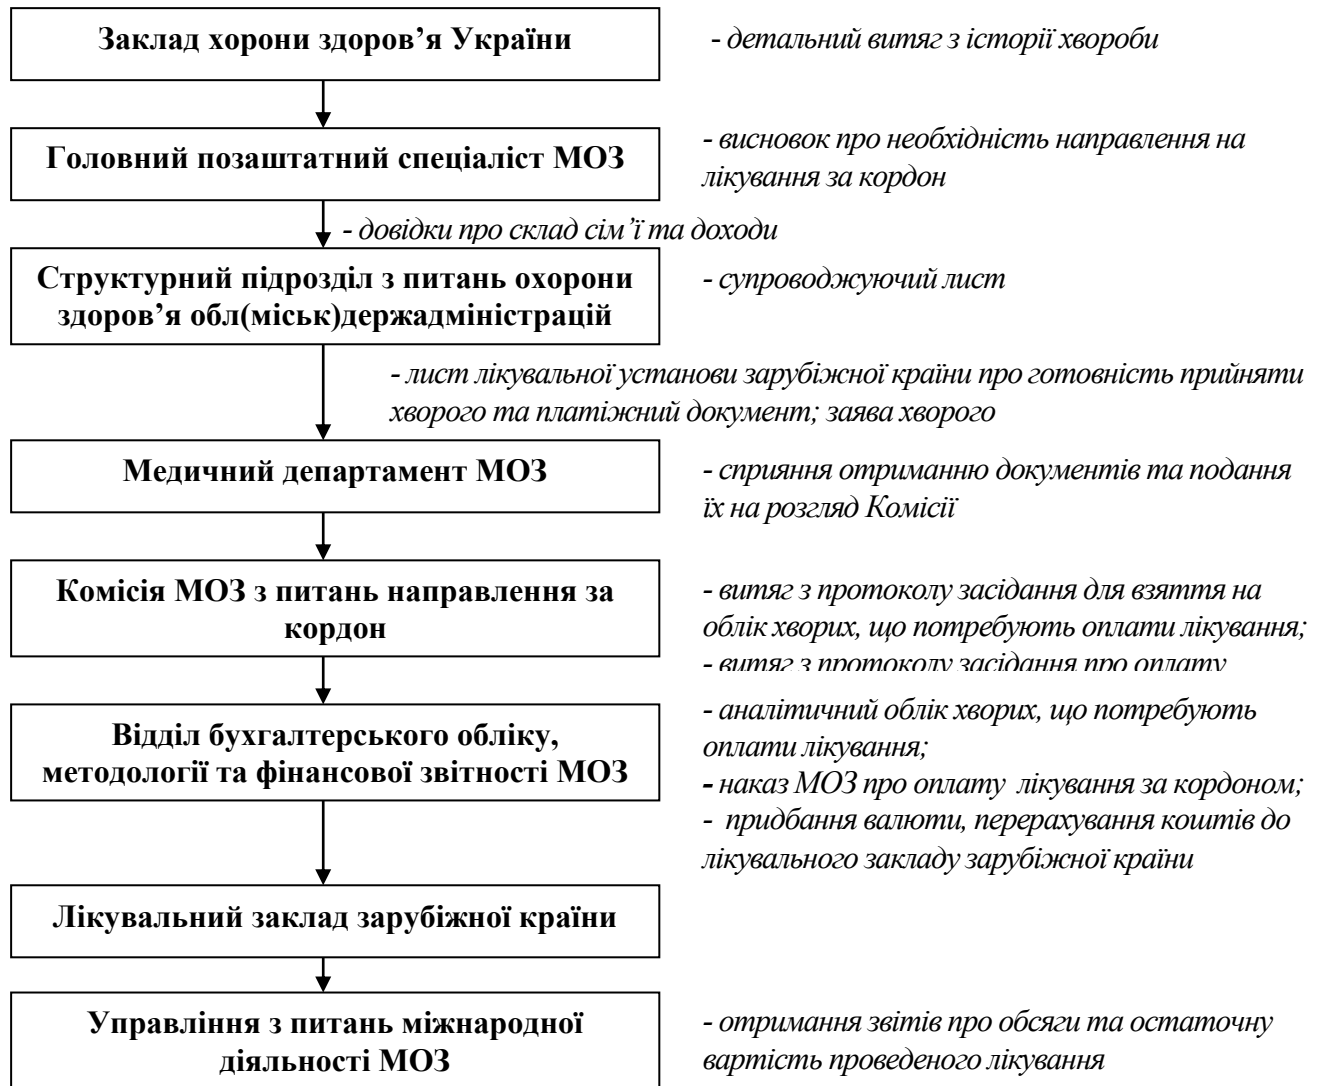 Заклад хорони здоров’я України
- детальний витяг з історії хвороби
Головний позаштатний спеціаліст МОЗ
- висновок про необхідність направлення на
лікування за кордон
- довідки про склад сім’ї та доходи
Структурний підрозділ з питань охорони
здоров’я обл(міськ)держадміністрацій
- супроводжуючий лист
- лист лікувальної установи зарубіжної країни про готовність прийняти
хворого та платіжний документ; заява хворого
Медичний департамент МОЗ
- сприяння отриманню документів та подання
їх на розгляд Комісії
Комісія МОЗ з питань направлення за
кордон
- витяг з протоколу засідання для взяття на
облік хворих, що потребують оплати лікування;
- витяг з протоколу засідання про оплату
Відділ бухгалтерського обліку,
методології та фінансової звітності МОЗ
- аналітичний облік хворих, що потребують
оплати лікування;
- наказ МОЗ про оплату лікування за кордоном;
- придбання валюти, перерахування коштів до
лікувального закладу зарубіжної країни
Лікувальний заклад зарубіжної країни
Управління з питань міжнародної
діяльності МОЗ
- отримання звітів про обсяги та остаточну
вартість проведеного лікування